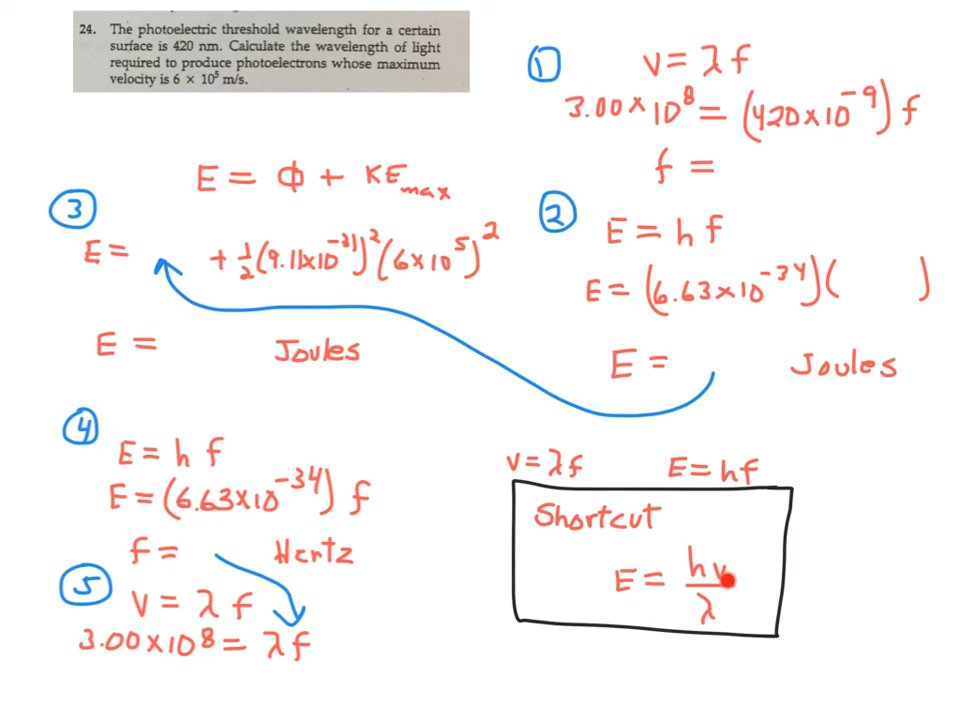 24. The photoelectric threshold wavelength for a certain
surface is 420 nm. Calculate the wavelength of light
required to produce photoelectrons whose maximum
velocity is 6 × 10⁵ m/s.
① v = λ f
3.00 × 10⁸ = (420 × 10⁻⁹) f
f =
② E = h f
E = (6.63 × 10⁻³⁴)( )
E = Joules
E = Φ + KEmax
③
E = + ½ (9.11 × 10⁻³¹)² (6 × 10⁵)²
E = Joules
④
E = h f
E = (6.63 × 10⁻³⁴) f
f = Hertz
⑤ v = λ f
3.00 × 10⁸ = λ f
v = λ f E = hf
Shortcut
E = hv/λ